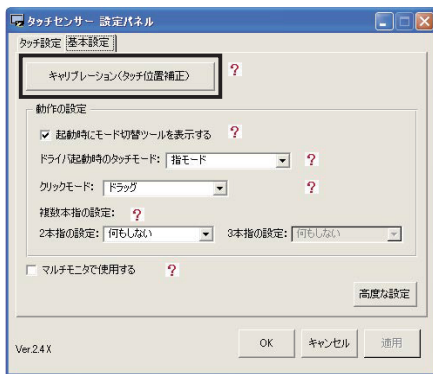 タッチセンサー 設定パネル
タッチ設定 基本設定
キャリブレーション(タッチ位置補正) ?
動作の設定
起動時にモード切替ツールを表示する ?
ドライバ起動時のタッチモード: 指モード ?
クリックモード: ドラッグ ?
複数本指の設定: ?
2本指の設定: 何もしない 3本指の設定: 何もしない
マルチモニタで使用する ?
高度な設定
Ver.2.4 X OK キャンセル 適用